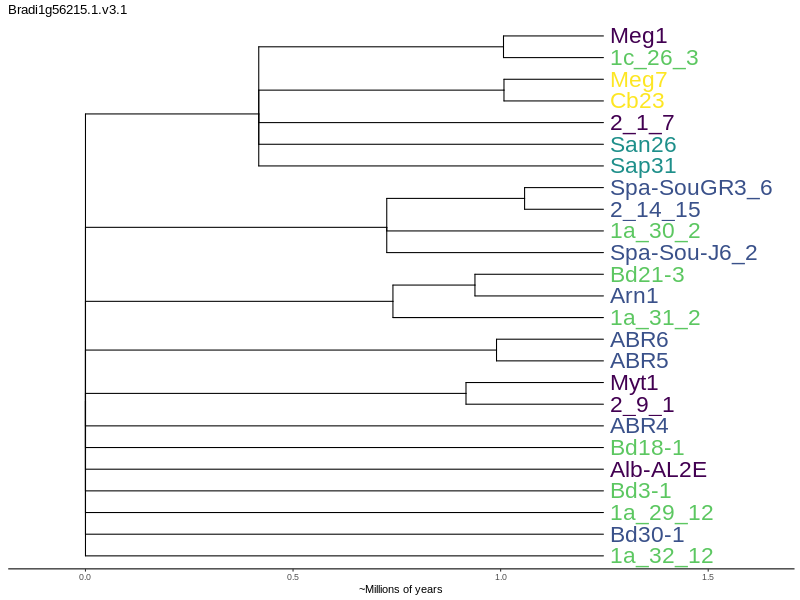 Bradi1g56215.1.v3.1
Meg1
1c_26_3
Meg7
Cb23
2_1_7
San26
Sap31
Spa-SouGR3_6
2_14_15
1a_30_2
Spa-Sou-J6_2
Bd21-3
Arn1
1a_31_2
ABR6
ABR5
Myt1
2_9_1
ABR4
Bd18-1
Alb-AL2E
Bd3-1
1a_29_12
Bd30-1
1a_32_12
0.0 0.5 1.0 1.5
~Millions of years